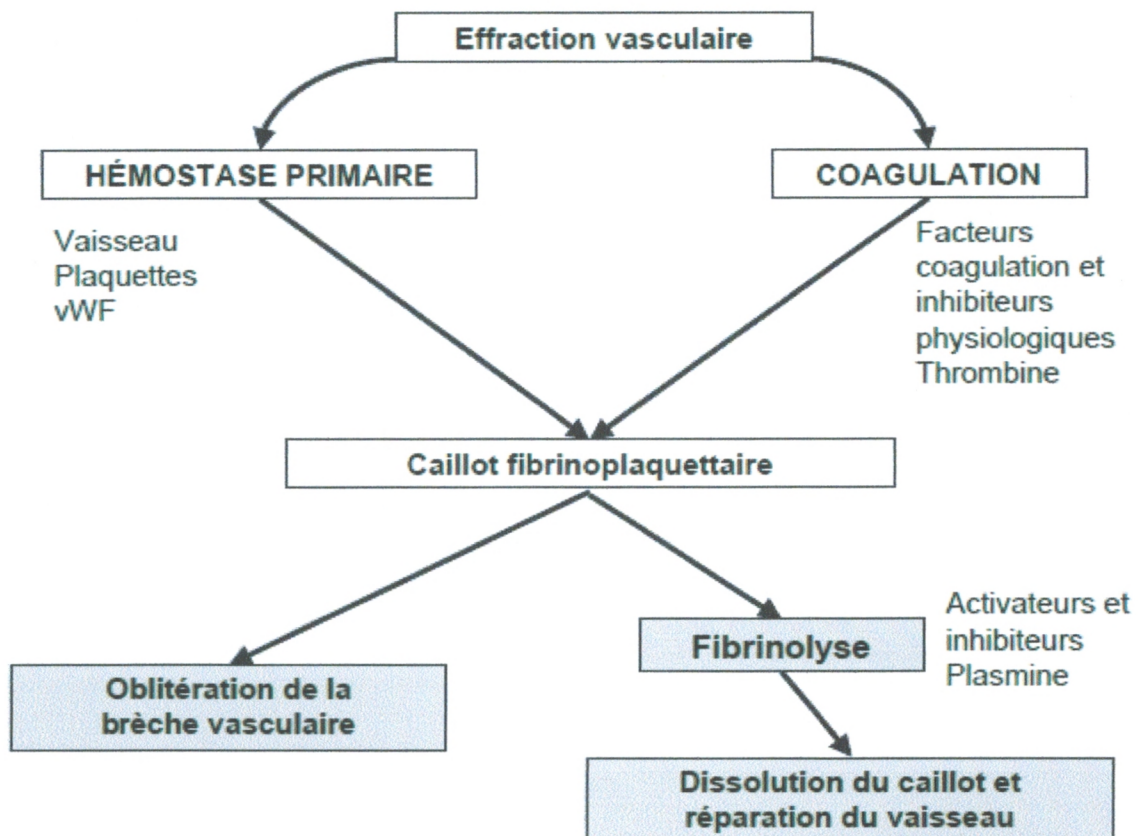 Effraction vasculaire
HÉMOSTASE PRIMAIRE
COAGULATION
Vaisseau
Plaquettes
vWF
Facteurs
coagulation et
inhibiteurs
physiologiques
Thrombine
Caillot fibrinoplaquettaire
Fibrinolyse
Activateurs et
inhibiteurs
Plasmine
Oblitération de la
brèche vasculaire
Dissolution du caillot et
réparation du vaisseau